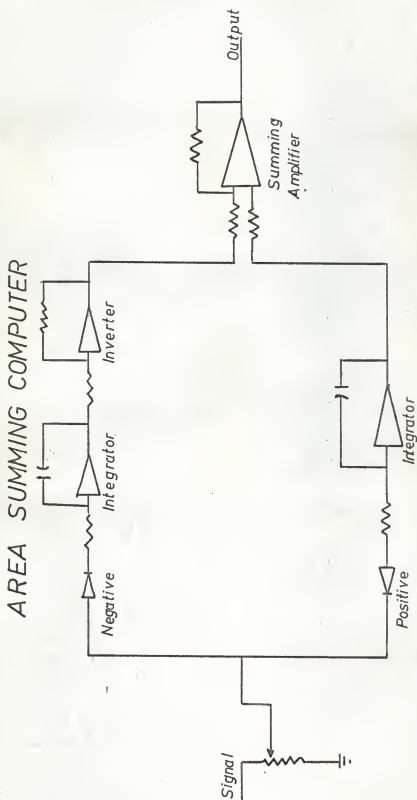 AREA SUMMING COMPUTER
Signal
Negative
Integrator
Inverter
Positive
Integrator
Summing
Amplifier
Output